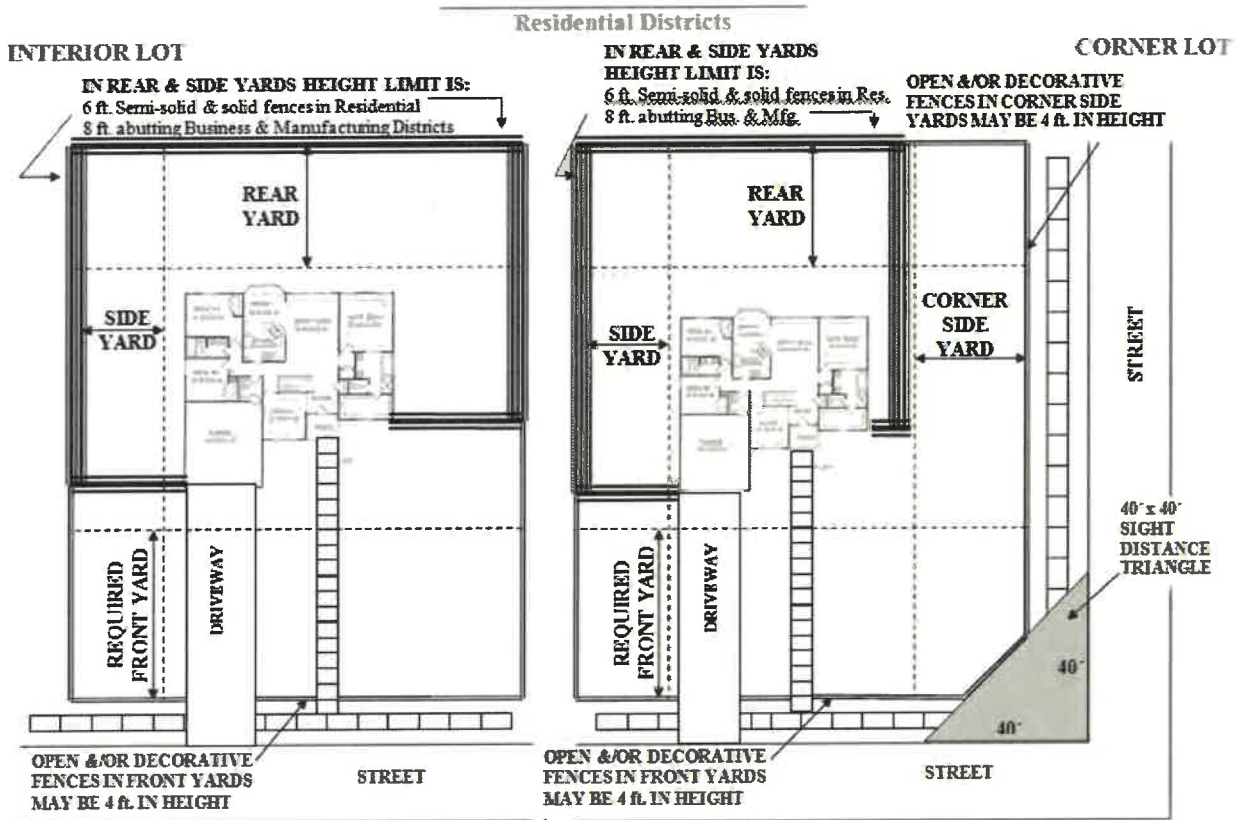 Residential Districts
INTERIOR LOT
IN REAR & SIDE YARDS HEIGHT LIMIT IS:
6 ft. Semi-solid & solid fences in Residential
8 ft. abutting Business & Manufacturing Districts
REAR
YARD
SIDE
YARD
REQUIRED
FRONT YARD
DRIVEWAY
OPEN &/OR DECORATIVE
FENCES IN FRONT YARDS
MAY BE 4 ft. IN HEIGHT
STREET
CORNER LOT
IN REAR & SIDE YARDS
HEIGHT LIMIT IS:
6 ft. Semi-solid & solid fences in Res.
8 ft. abutting Bus. & Mfg.
OPEN &/OR DECORATIVE
FENCES IN CORNER SIDE
YARDS MAY BE 4 ft. IN HEIGHT
REAR
YARD
SIDE
YARD
CORNER
SIDE
YARD
STREET
40' x 40'
SIGHT
DISTANCE
TRIANGLE
REQUIRED
FRONT YARD
DRIVEWAY
40'
40'
OPEN &/OR DECORATIVE
FENCES IN FRONT YARDS
MAY BE 4 ft. IN HEIGHT
STREET